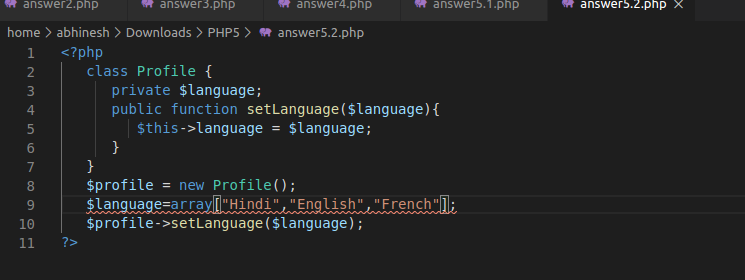 answer2.php answer3.php answer4.php answer5.1.php answer5.2.php
home > abhinesh > Downloads > PHP5 > answer5.2.php
1 <?php
2 class Profile {
3 private $language;
4 public function setLanguage($language){
5 $this->language = $language;
6 }
7 }
8 $profile = new Profile();
9 $language=array["Hindi","English","French"];
10 $profile->setLanguage($language);
11 ?>